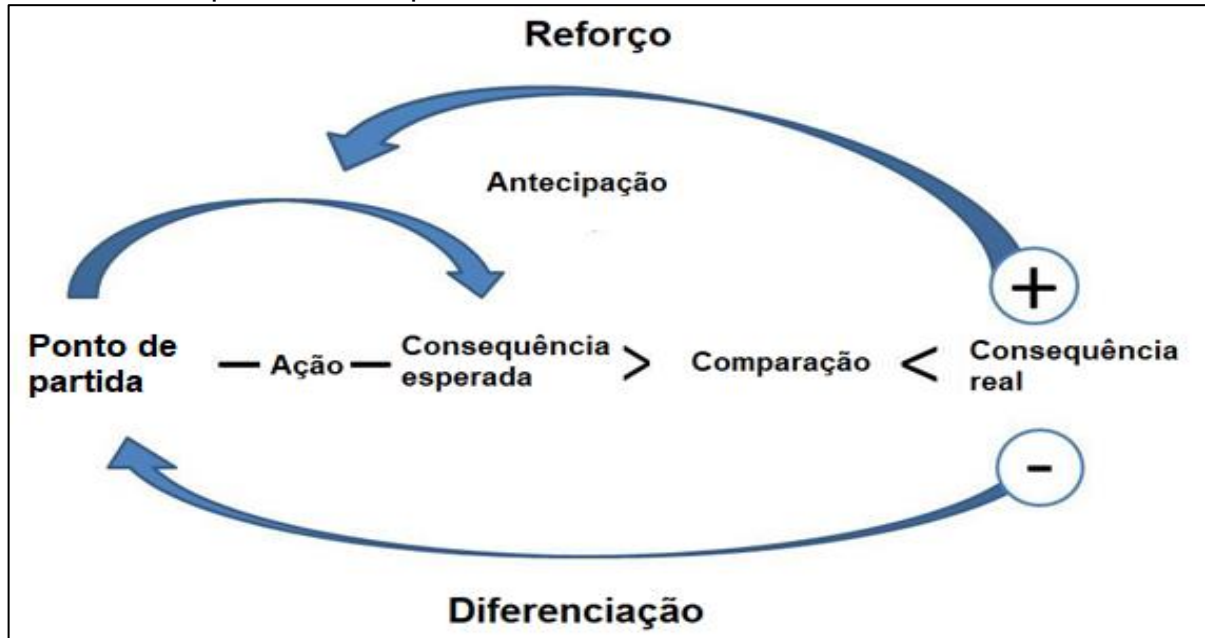 Reforço
Antecipação
+
Ponto de
partida
— Ação —
Consequência
esperada
>
Comparação
<
Consequência
real
-
Diferenciação